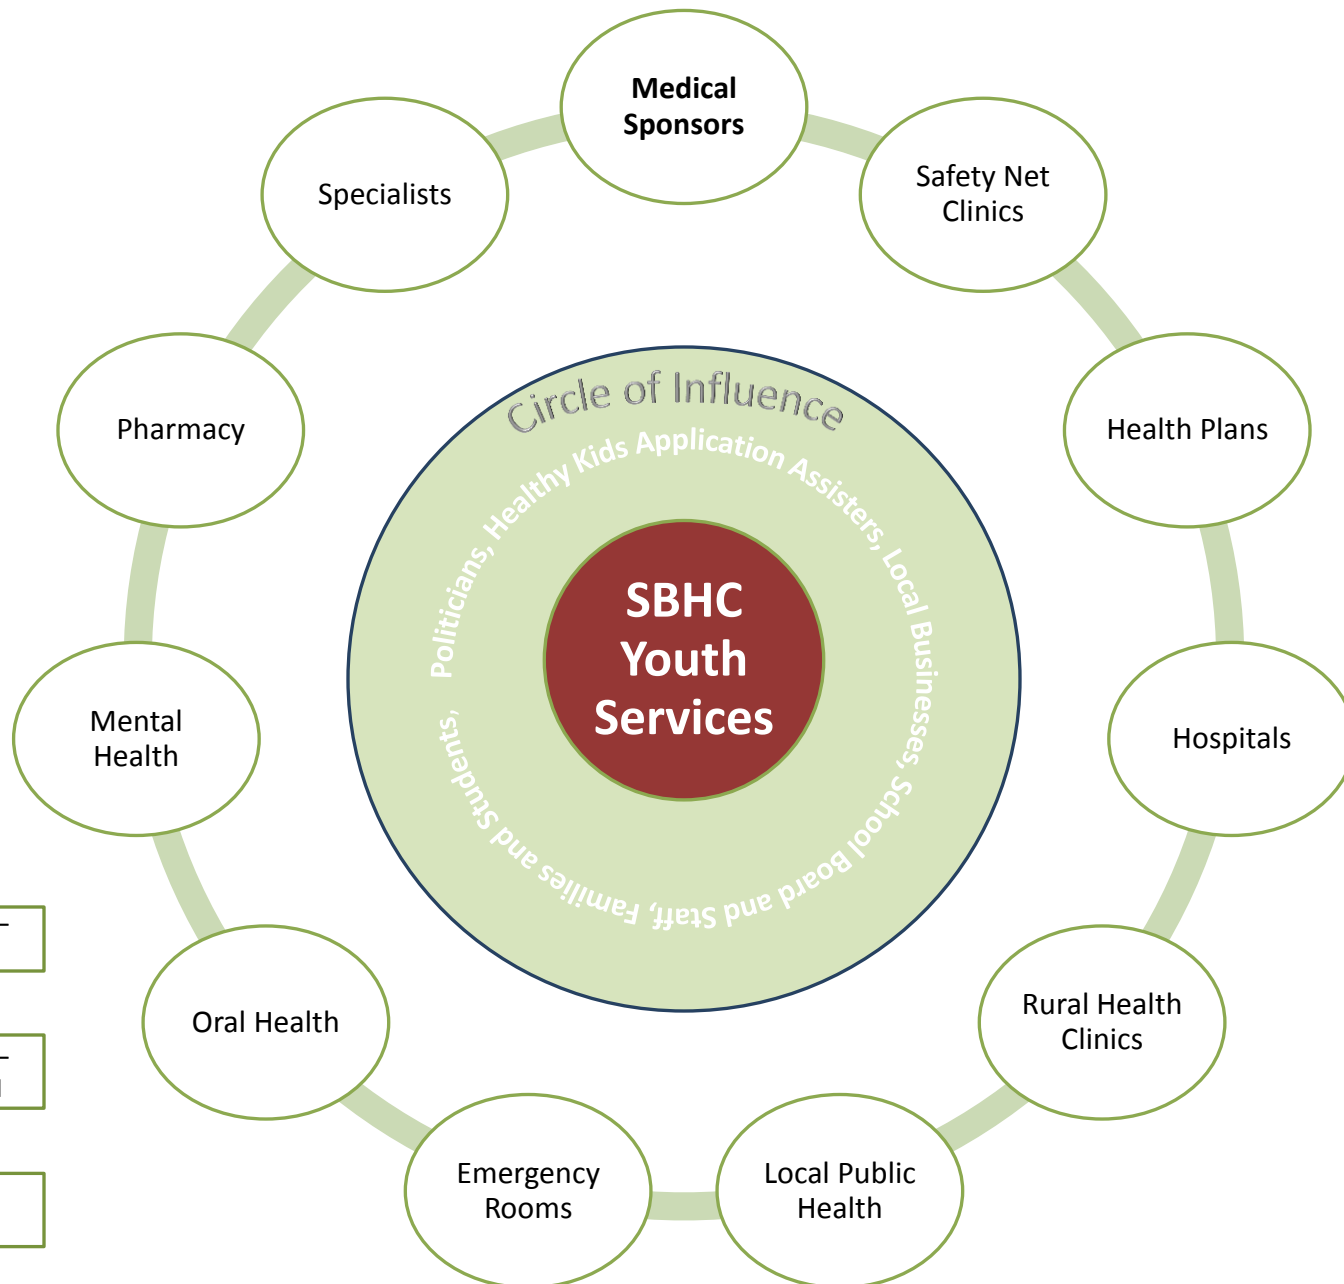 Medical
Sponsors
Safety Net
Clinics
Health Plans
Hospitals
Rural Health
Clinics
Local Public
Health
Emergency
Rooms
Oral Health
Mental
Health
Pharmacy
Specialists
Circle of Influence
Politicians, Healthy Kids Application Assisters, Local Businesses, School Board and Staff, Families and Students,
SBHC
Youth
Services